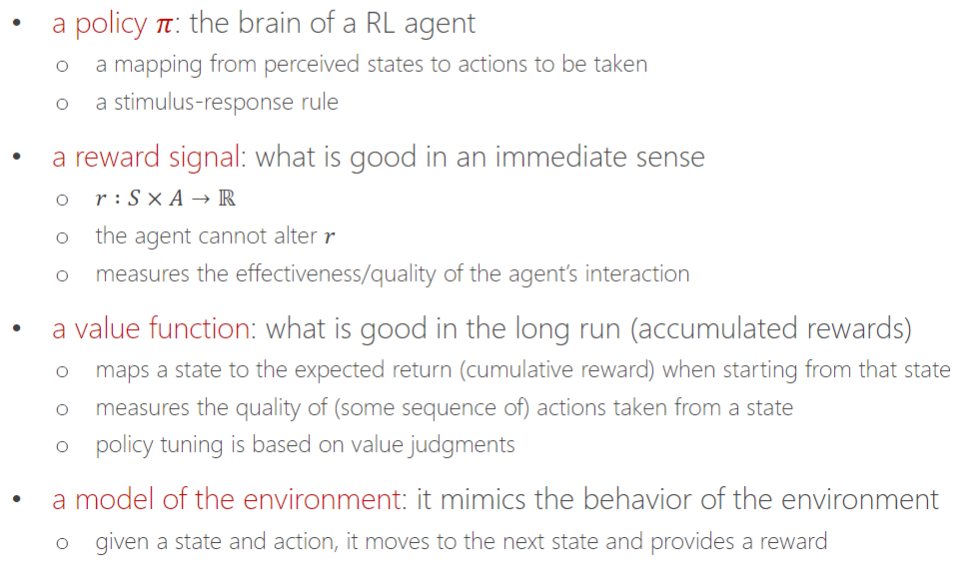 • a policy π: the brain of a RL agent
o a mapping from perceived states to actions to be taken
o a stimulus-response rule
• a reward signal: what is good in an immediate sense
o r : S × A → ℝ
o the agent cannot alter r
o measures the effectiveness/quality of the agent's interaction
• a value function: what is good in the long run (accumulated rewards)
o maps a state to the expected return (cumulative reward) when starting from that state
o measures the quality of (some sequence of) actions taken from a state
o policy tuning is based on value judgments
• a model of the environment: it mimics the behavior of the environment
o given a state and action, it moves to the next state and provides a reward